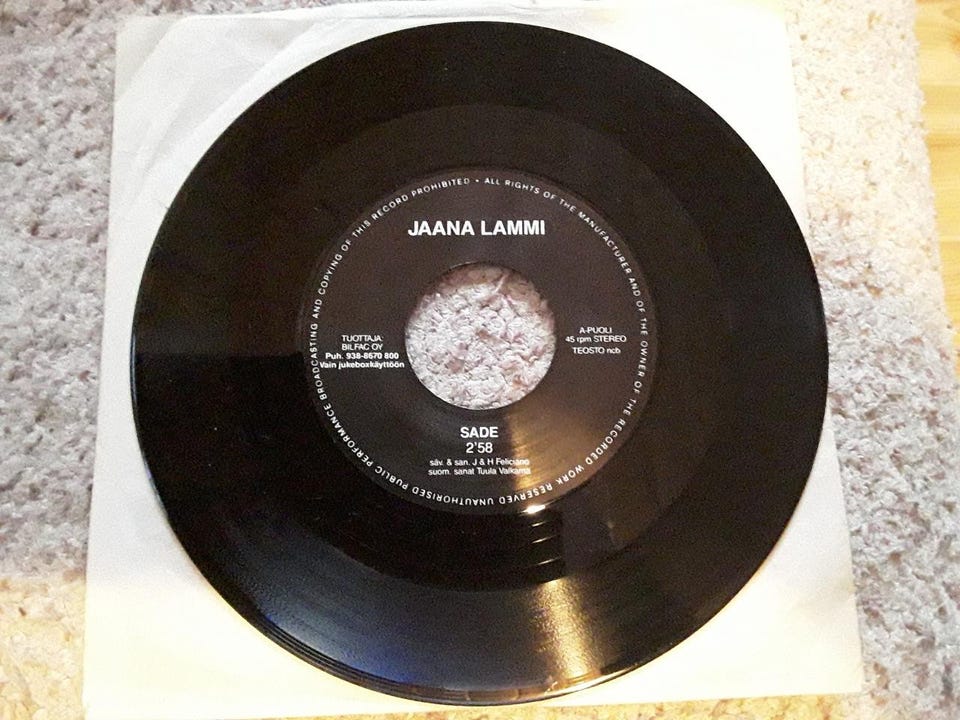 PUBLIC PERFORMANCE BROADCASTING AND COPYING OF THIS RECORD PROHIBITED • ALL RIGHTS OF THE MANUFACTURER AND OF THE OWNER OF THE RECORDED WORK RESERVED UNAUTHORISED
JAANA LAMMI
TUOTTAJA:
BILFAC OY
Puh. 938-8670 800
Vain jukeboxkäyttöön
A-PUOLI
45 rpm STEREO
TEOSTO ncb
SADE
2'58
säv. & san. J & H Feliciano
suom. sanat Tuula Valkama